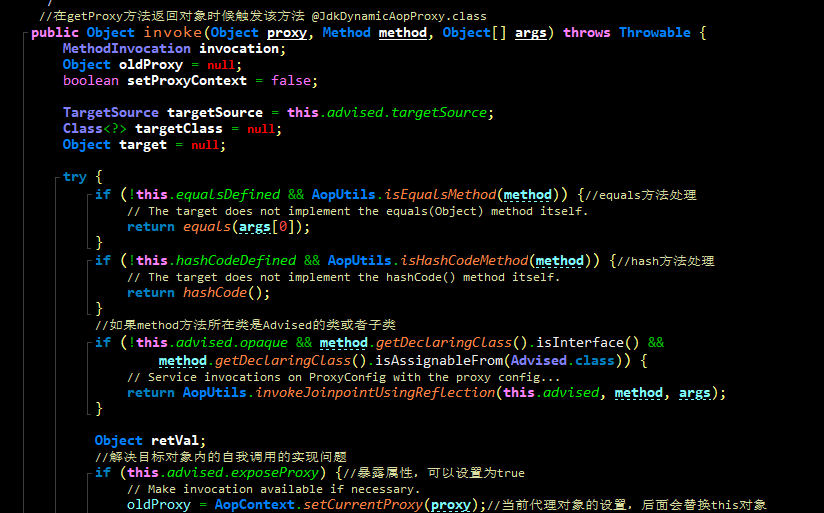 //在getProxy方法返回对象时候触发该方法 @JdkDynamicAopProxy.class
public Object invoke(Object proxy, Method method, Object[] args) throws Throwable {
MethodInvocation invocation;
Object oldProxy = null;
boolean setProxyContext = false;
TargetSource targetSource = this.advised.targetSource;
Class<?> targetClass = null;
Object target = null;
try {
if (!this.equalsDefined && AopUtils.isEqualsMethod(method)) {//equals方法处理
// The target does not implement the equals(Object) method itself.
return equals(args[0]);
}
if (!this.hashCodeDefined && AopUtils.isHashCodeMethod(method)) {//hash方法处理
// The target does not implement the hashCode() method itself.
return hashCode();
}
//如果method方法所在类是Advised的类或者子类
if (!this.advised.opaque && method.getDeclaringClass().isInterface() &&
method.getDeclaringClass().isAssignableFrom(Advised.class)) {
// Service invocations on ProxyConfig with the proxy config...
return AopUtils.invokeJoinpointUsingReflection(this.advised, method, args);
}
Object retVal;
//解决目标对象内的自我调用的实现问题
if (this.advised.exposeProxy) {//暴露属性，可以设置为true
// Make invocation available if necessary.
oldProxy = AopContext.setCurrentProxy(proxy);//当前代理对象的设置，后面会替换this对象